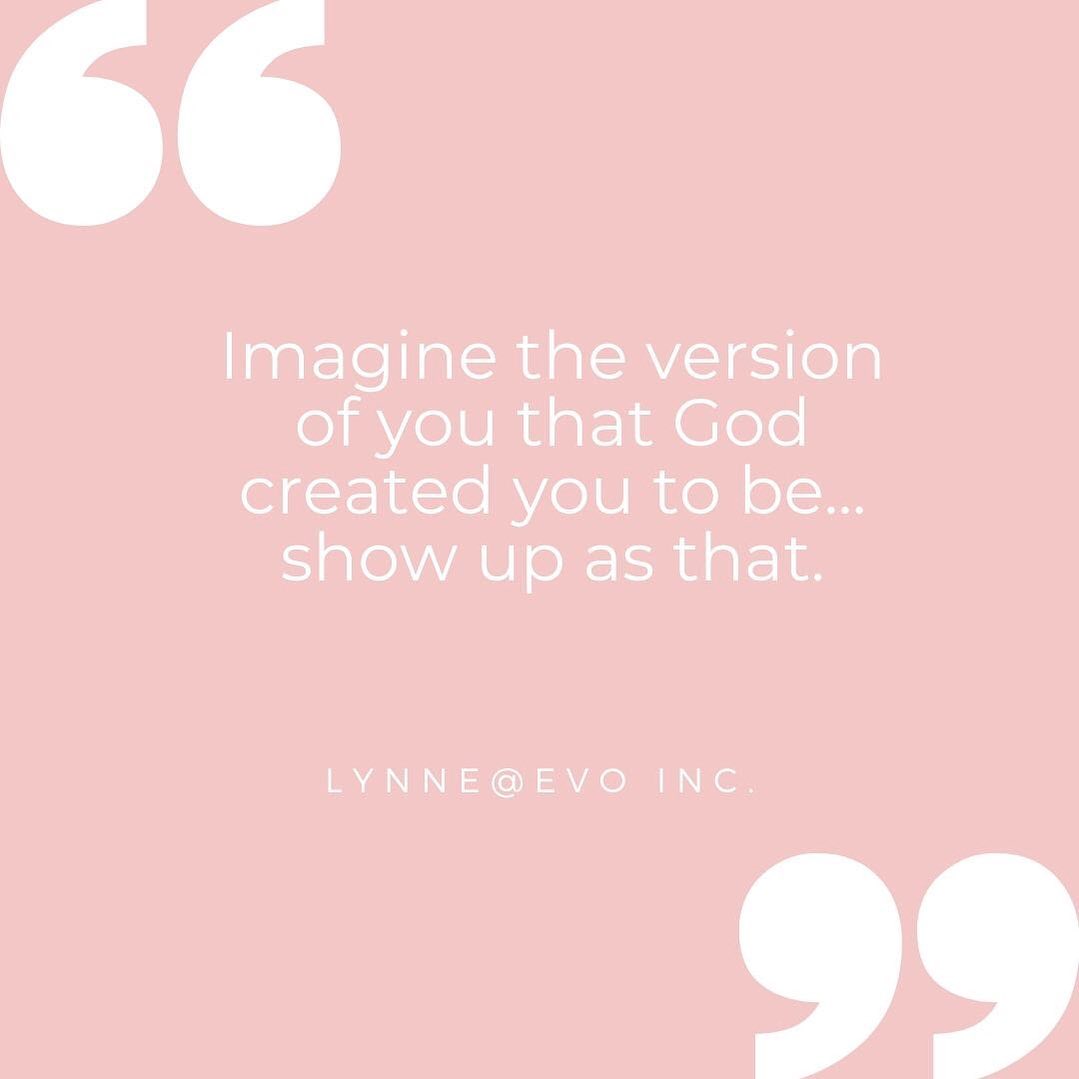 Imagine the version
of you that God
created you to be...
show up as that.
LYNNE@EVO INC.